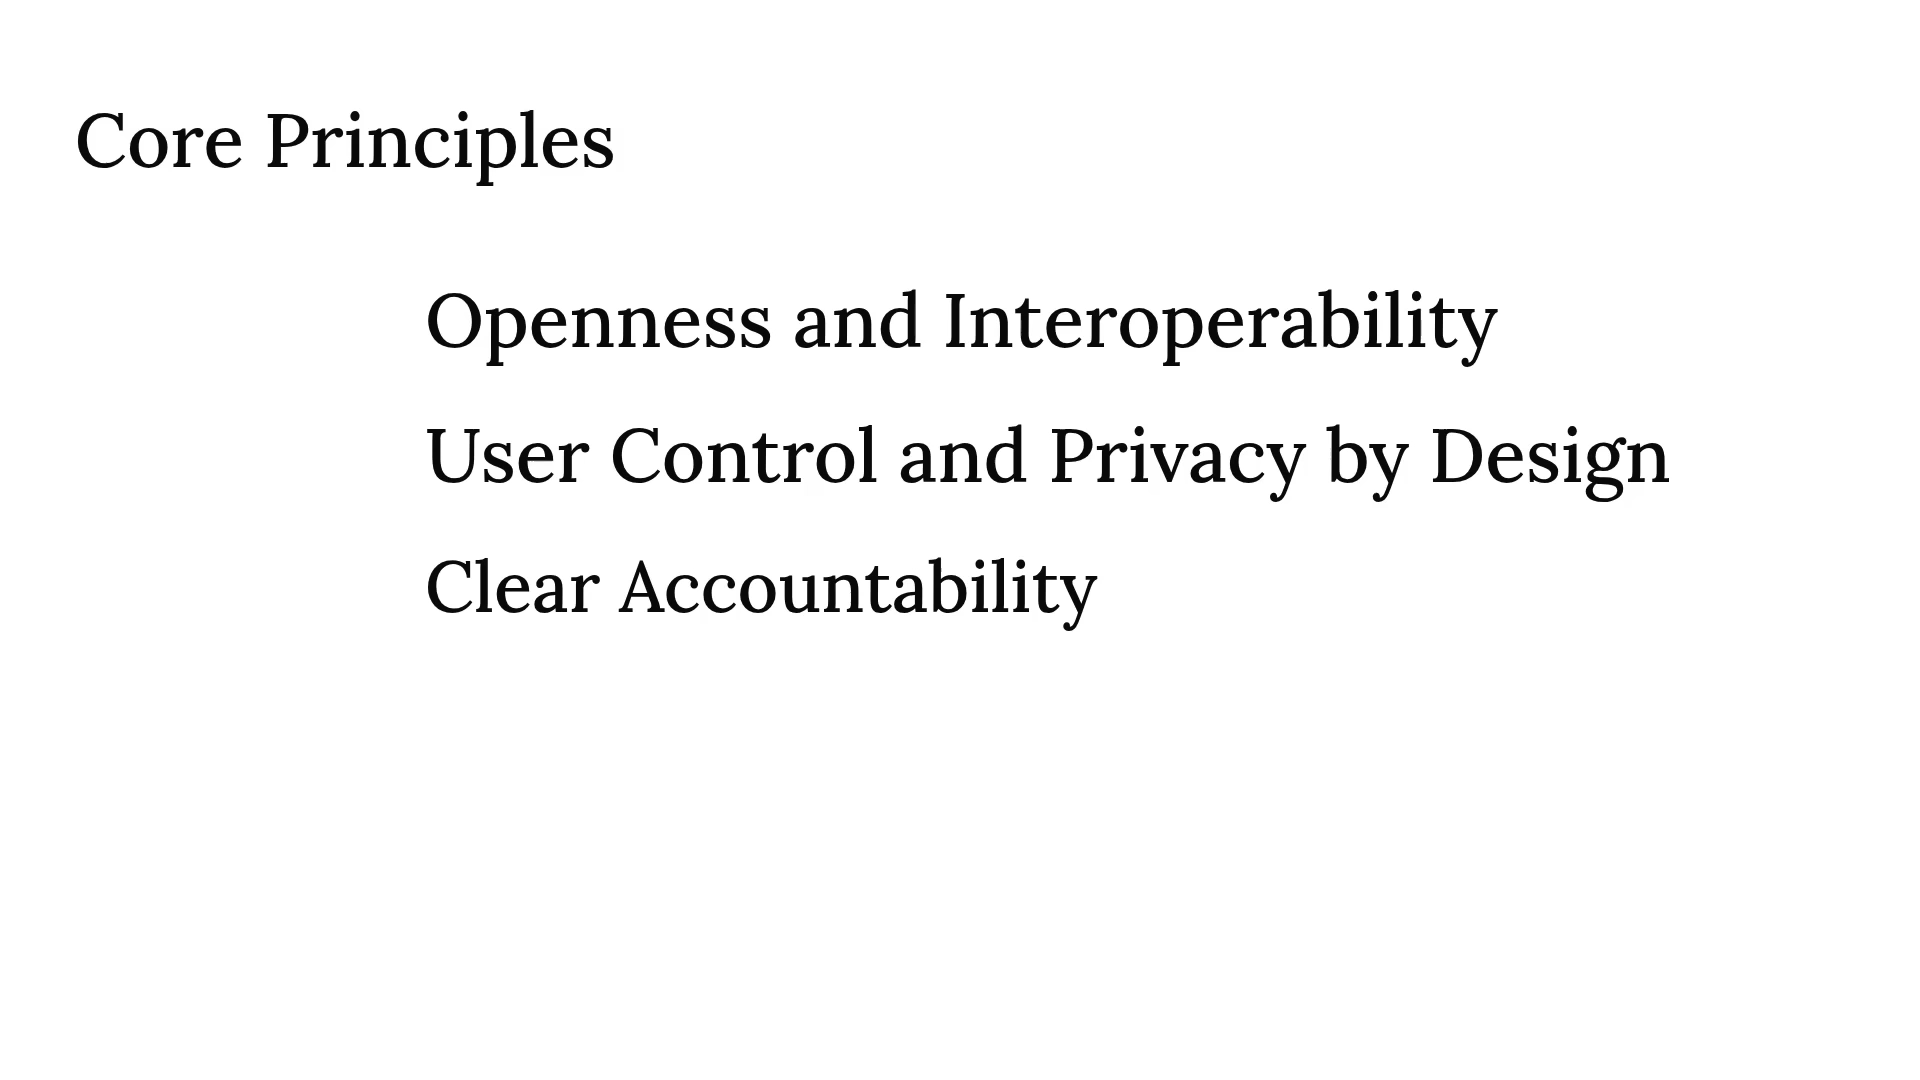 Core Principles
Openness and Interoperability
User Control and Privacy by Design
Clear Accountability